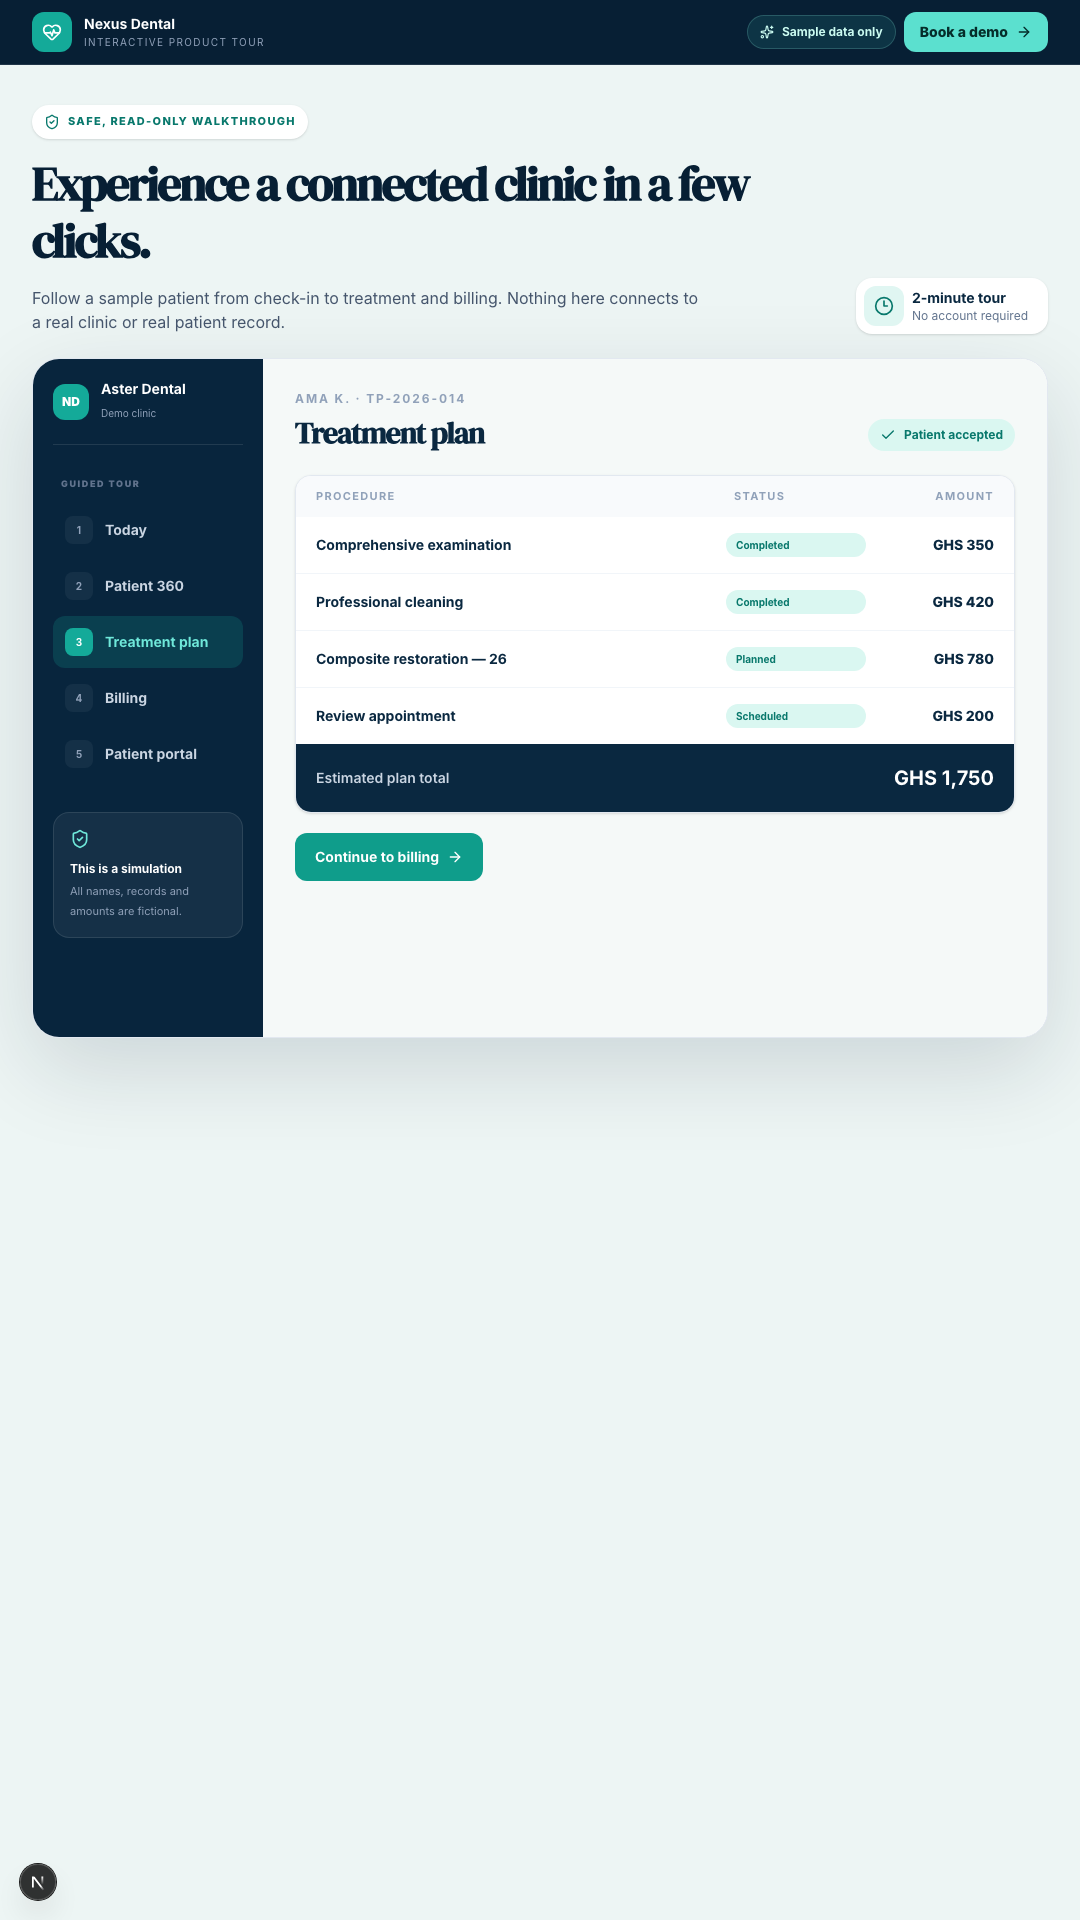 Nexus Dental
INTERACTIVE PRODUCT TOUR
Sample data only
Book a demo
SAFE, READ-ONLY WALKTHROUGH
Experience a connected clinic in a few
clicks.
Follow a sample patient from check-in to treatment and billing. Nothing here connects to
a real clinic or real patient record.
2-minute tour
No account required
ND
Aster Dental
Demo clinic
GUIDED TOUR
1 Today
2 Patient 360
3 Treatment plan
4 Billing
5 Patient portal
This is a simulation
All names, records and
amounts are fictional.
AMA K. · TP-2026-014
Treatment plan
Patient accepted
PROCEDURE STATUS AMOUNT
Comprehensive examination Completed GHS 350
Professional cleaning Completed GHS 420
Composite restoration — 26 Planned GHS 780
Review appointment Scheduled GHS 200
Estimated plan total GHS 1,750
Continue to billing
N